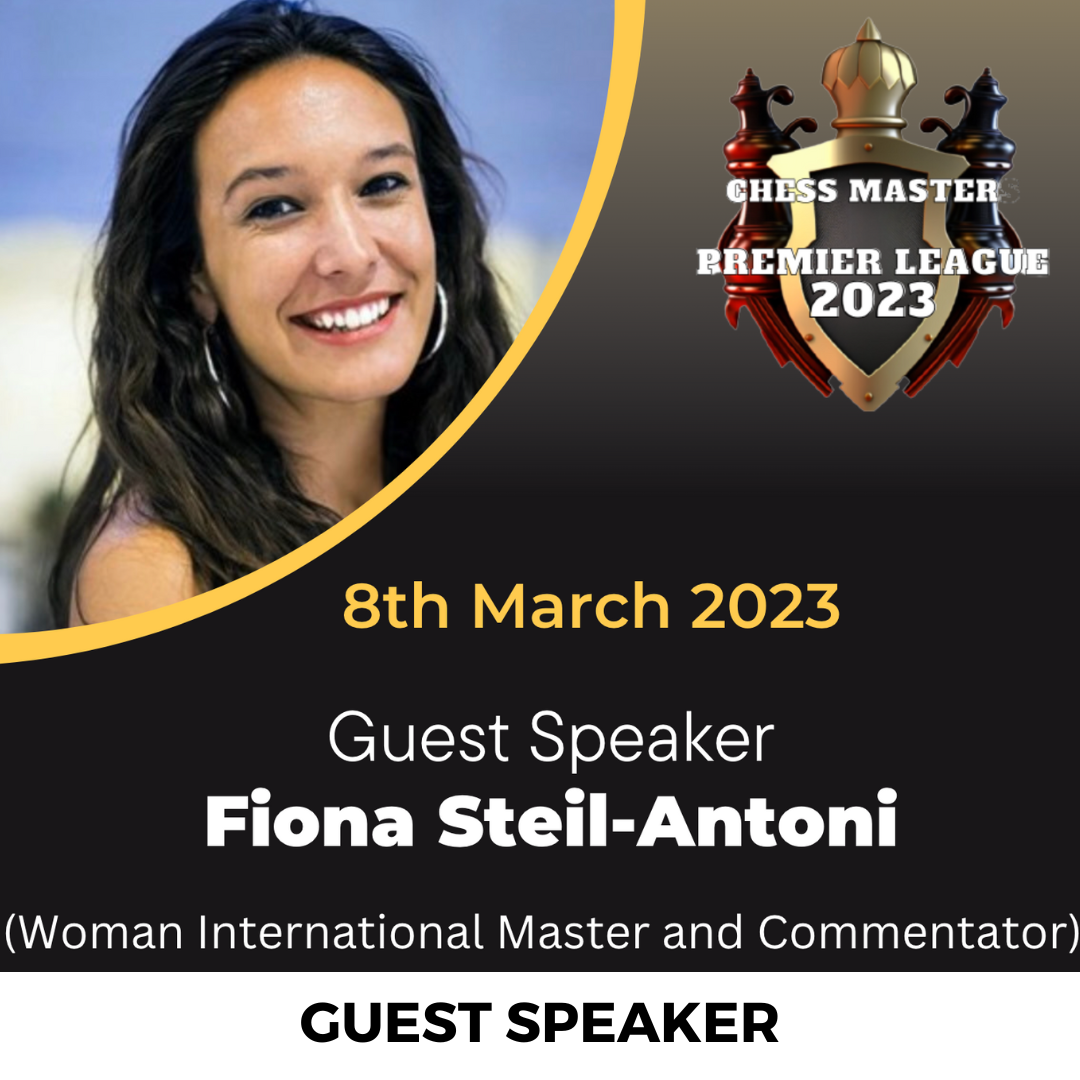 CHESS MASTERS
PREMIER LEAGUE
2023
8th March 2023
Guest Speaker
Fiona Steil-Antoni
(Woman International Master and Commentator)
GUEST SPEAKER